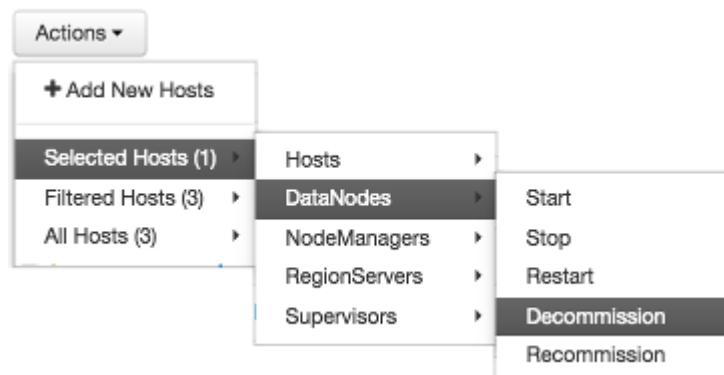 Actions
+ Add New Hosts
Selected Hosts (1)
Filtered Hosts (3)
All Hosts (3)
Hosts
DataNodes
NodeManagers
RegionServers
Supervisors
Start
Stop
Restart
Decommission
Recommission